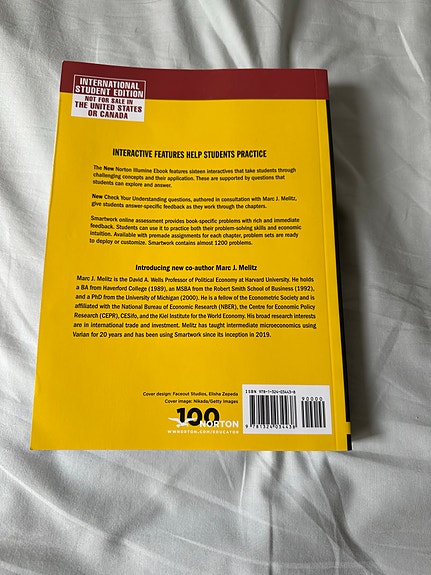 INTERNATIONAL
STUDENT EDITION
NOT FOR SALE IN
THE UNITED STATES
OR CANADA
INTERACTIVE FEATURES HELP STUDENTS PRACTICE
The New Norton Illumine Ebook features sixteen interactives that take students through
challenging concepts and their application. These are supported by questions that
students can explore and answer.
New Check Your Understanding questions, authored in consultation with Marc J. Melitz,
give students answer-specific feedback as they work through the chapters.
Smartwork online assessment provides book-specific problems with rich and immediate
feedback. Students can use it to practice both their problem-solving skills and economic
intuition. Available with premade assignments for each chapter, problem sets are ready
to deploy or customize. Smartwork contains almost 1200 problems.
Introducing new co-author Marc J. Melitz
Marc J. Melitz is the David A. Wells Professor of Political Economy at Harvard University. He holds
a BA from Haverford College (1989), an MSBA from the Robert Smith School of Business (1992),
and a PhD from the University of Michigan (2000). He is a fellow of the Econometric Society and is
affiliated with the National Bureau of Economic Research (NBER), the Centre for Economic Policy
Research (CEPR), CESifo, and the Kiel Institute for the World Economy. His broad research interests
are in international trade and investment. Melitz has taught intermediate microeconomics using
Varian for 20 years and has been using Smartwork since its inception in 2019.
Cover design: Faceout Studios, Elisha Zepeda
Cover image: Nikada/Getty Images
100
NORTON
WWNORTON.COM/EDUCATOR
ISBN 978-1-324-03443-8
90000
9 781324 034438